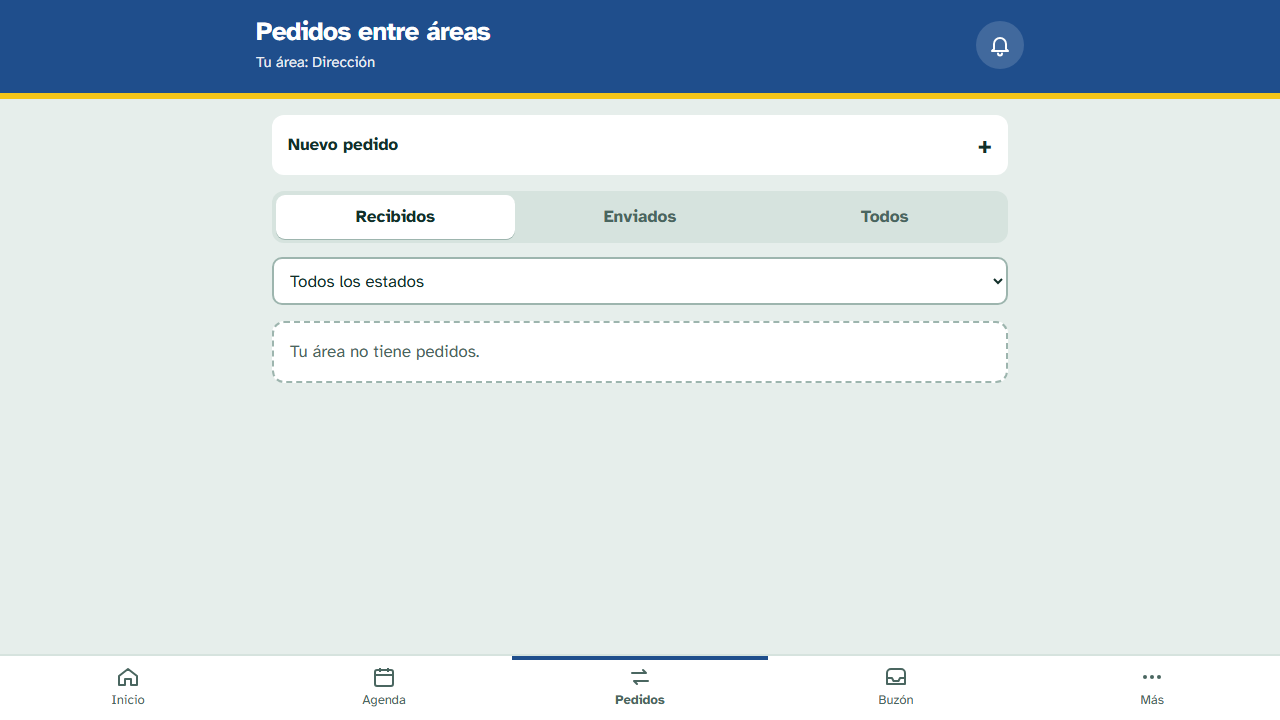 Pedidos entre áreas
Tu área: Dirección
Nuevo pedido +
Recibidos Enviados Todos
Todos los estados
Tu área no tiene pedidos.
Inicio Agenda Pedidos Buzón Más